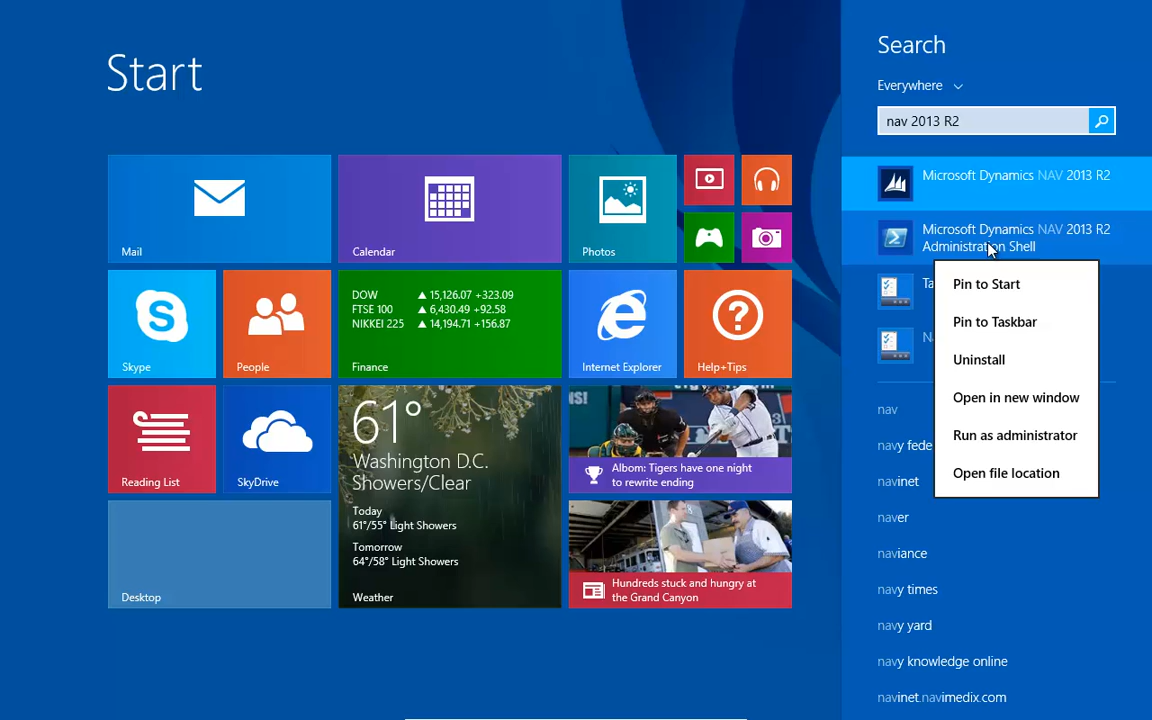 Start
Search
Everywhere
nav 2013 R2
Microsoft Dynamics NAV 2013 R2
Microsoft Dynamics NAV 2013 R2
Administration Shell
Pin to Start
Pin to Taskbar
Uninstall
Open in new window
Run as administrator
Open file location
nav
navy fede
navinet
naver
naviance
navy times
navy yard
navy knowledge online
navinet.navimedix.com
Mail
Calendar
Photos
Skype
People
DOW ▲ 15,126.07 +323.09
FTSE 100 ▲ 6,430.49 +92.58
NIKKEI 225 ▲ 14,194.71 +156.87
Finance
Internet Explorer
Help+Tips
Reading List
SkyDrive
61°
Washington D.C.
Showers/Clear
Today
61°/55° Light Showers
Tomorrow
64°/58° Light Showers
Weather
Albom: Tigers have one night
to rewrite ending
Desktop
Hundreds stuck and hungry at
the Grand Canyon